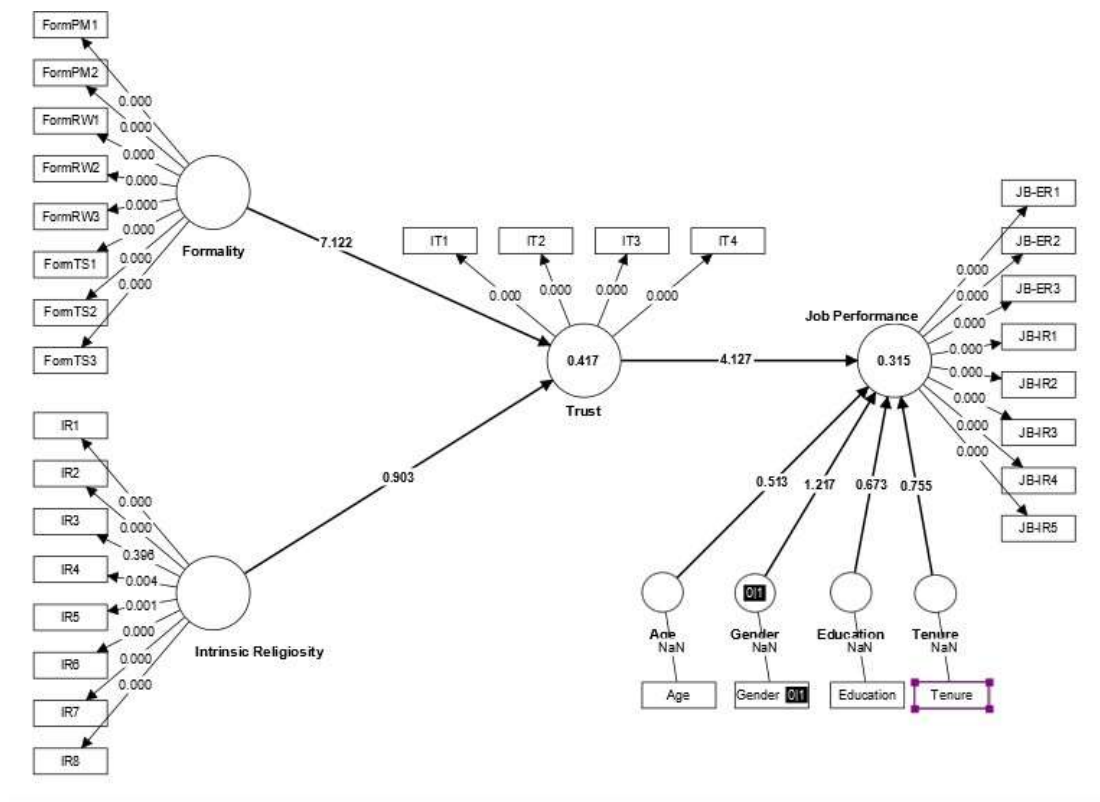 FormPM1
FormPM2
FormRW1
FormRW2
FormRW3
FormTS1
FormTS2
FormTS3
0.000
0.000
0.000
0.000
0.000
0.000
0.000
0.000
Formality
7.122
IR1
IR2
IR3
IR4
IR5
IR6
IR7
IR8
0.000
0.000
0.396
0.004
0.001
0.000
0.000
0.000
Intrinsic Religiosity
0.903
IT1 IT2 IT3 IT4
0.000 0.000 0.000 0.000
0.417
Trust
4.127
Job Performance
0.315
0.000
0.000
0.000
0.000
0.000
0.000
0.000
0.000
JB-ER1
JB-ER2
JB-ER3
JB-IR1
JB-IR2
JB-IR3
JB-IR4
JB-IR5
0.513 1.217 0.673 0.755
0|1
Age Gender Education Tenure
NaN NaN NaN NaN
Age Gender 0|1 Education Tenure